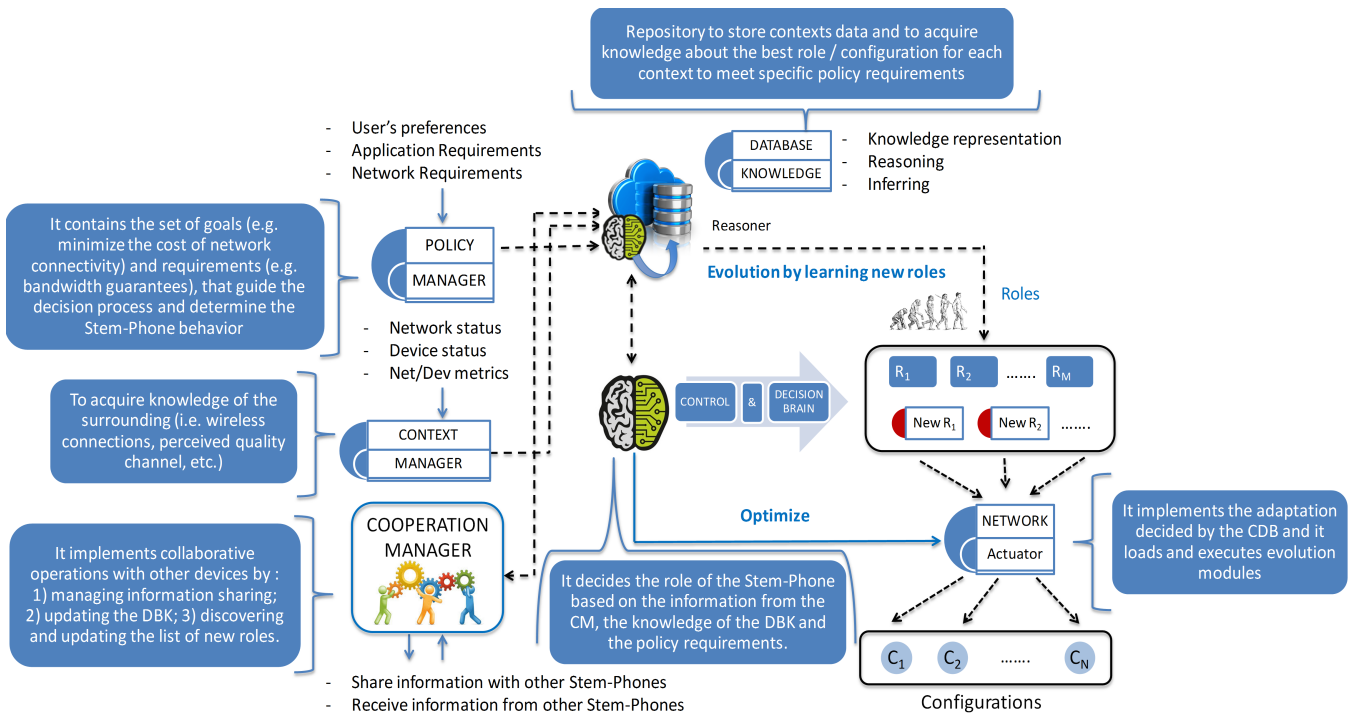 Repository to store contexts data and to acquire
knowledge about the best role / configuration for each
context to meet specific policy requirements
- User's preferences
- Application Requirements
- Network Requirements
DATABASE
KNOWLEDGE
- Knowledge representation
- Reasoning
- Inferring
Reasoner
It contains the set of goals (e.g.
minimize the cost of network
connectivity) and requirements (e.g.
bandwidth guarantees), that guide the
decision process and determine the
Stem-Phone behavior
POLICY
MANAGER
Evolution by learning new roles
Roles
- Network status
- Device status
- Net/Dev metrics
R1
R2
.......
RM
New R1
New R2
.......
CONTROL
&
DECISION
BRAIN
To acquire knowledge of the
surrounding (i.e. wireless
connections, perceived quality
channel, etc.)
CONTEXT
MANAGER
COOPERATION
MANAGER
It implements collaborative
operations with other devices by :
1) managing information sharing;
2) updating the DBK; 3) discovering
and updating the list of new roles.
Optimize
NETWORK
Actuator
It implements the adaptation
decided by the CDB and it
loads and executes evolution
modules
It decides the role of the Stem-Phone
based on the information from the
CM, the knowledge of the DBK and
the policy requirements.
C1
C2
.......
CN
Configurations
- Share information with other Stem-Phones
- Receive information from other Stem-Phones